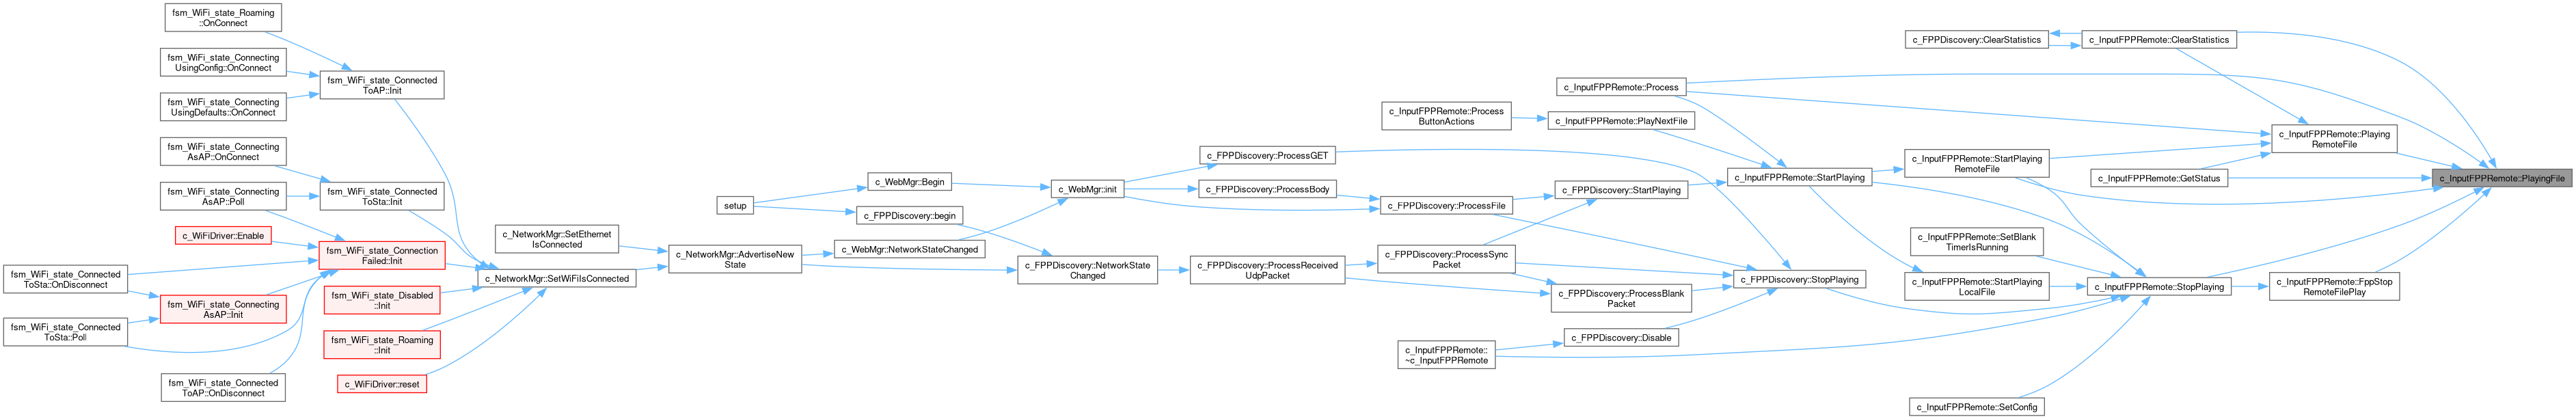 fsm_WiFi_state_Roaming
::OnConnect
fsm_WiFi_state_Connecting
UsingConfig::OnConnect
fsm_WiFi_state_Connected
ToAP::Init
fsm_WiFi_state_Connecting
UsingDefaults::OnConnect
fsm_WiFi_state_Connecting
AsAP::OnConnect
fsm_WiFi_state_Connecting
AsAP::Poll
fsm_WiFi_state_Connected
ToSta::Init
c_WiFiDriver::Enable
fsm_WiFi_state_Connection
Failed::Init
fsm_WiFi_state_Connected
ToSta::OnDisconnect
fsm_WiFi_state_Connecting
AsAP::Init
fsm_WiFi_state_Disabled
::Init
fsm_WiFi_state_Connected
ToSta::Poll
fsm_WiFi_state_Roaming
::Init
fsm_WiFi_state_Connected
ToAP::OnDisconnect
c_WiFiDriver::reset
c_NetworkMgr::SetWiFiIsConnected
c_NetworkMgr::SetEthernet
IsConnected
c_NetworkMgr::AdvertiseNew
State
setup
c_WebMgr::Begin
c_FPPDiscovery::begin
c_WebMgr::NetworkStateChanged
c_WebMgr::init
c_FPPDiscovery::NetworkState
Changed
c_FPPDiscovery::ProcessGET
c_FPPDiscovery::ProcessBody
c_FPPDiscovery::ProcessReceived
UdpPacket
c_InputFPPRemote::Process
ButtonActions
c_FPPDiscovery::ProcessFile
c_FPPDiscovery::ProcessSync
Packet
c_InputFPPRemote::
~c_InputFPPRemote
c_InputFPPRemote::Process
c_InputFPPRemote::PlayNextFile
c_FPPDiscovery::StartPlaying
c_FPPDiscovery::ProcessBlank
Packet
c_FPPDiscovery::Disable
c_InputFPPRemote::StartPlaying
c_FPPDiscovery::StopPlaying
c_FPPDiscovery::ClearStatistics
c_InputFPPRemote::StartPlaying
RemoteFile
c_InputFPPRemote::SetBlank
TimerIsRunning
c_InputFPPRemote::StartPlaying
LocalFile
c_InputFPPRemote::SetConfig
c_InputFPPRemote::ClearStatistics
c_InputFPPRemote::GetStatus
c_InputFPPRemote::StopPlaying
c_InputFPPRemote::Playing
RemoteFile
c_InputFPPRemote::FppStop
RemoteFilePlay
c_InputFPPRemote::PlayingFile